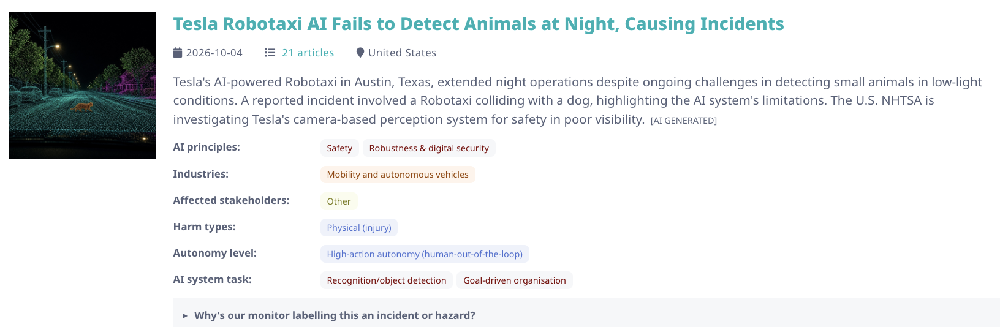 Tesla Robotaxi AI Fails to Detect Animals at Night, Causing Incidents
2026-10-04 21 articles United States
Tesla's AI-powered Robotaxi in Austin, Texas, extended night operations despite ongoing challenges in detecting small animals in low-light
conditions. A reported incident involved a Robotaxi colliding with a dog, highlighting the AI system's limitations. The U.S. NHTSA is
investigating Tesla's camera-based perception system for safety in poor visibility. [AI GENERATED]
AI principles: Safety Robustness & digital security
Industries: Mobility and autonomous vehicles
Affected stakeholders: Other
Harm types: Physical (injury)
Autonomy level: High-action autonomy (human-out-of-the-loop)
AI system task: Recognition/object detection Goal-driven organisation
Why's our monitor labelling this an incident or hazard?